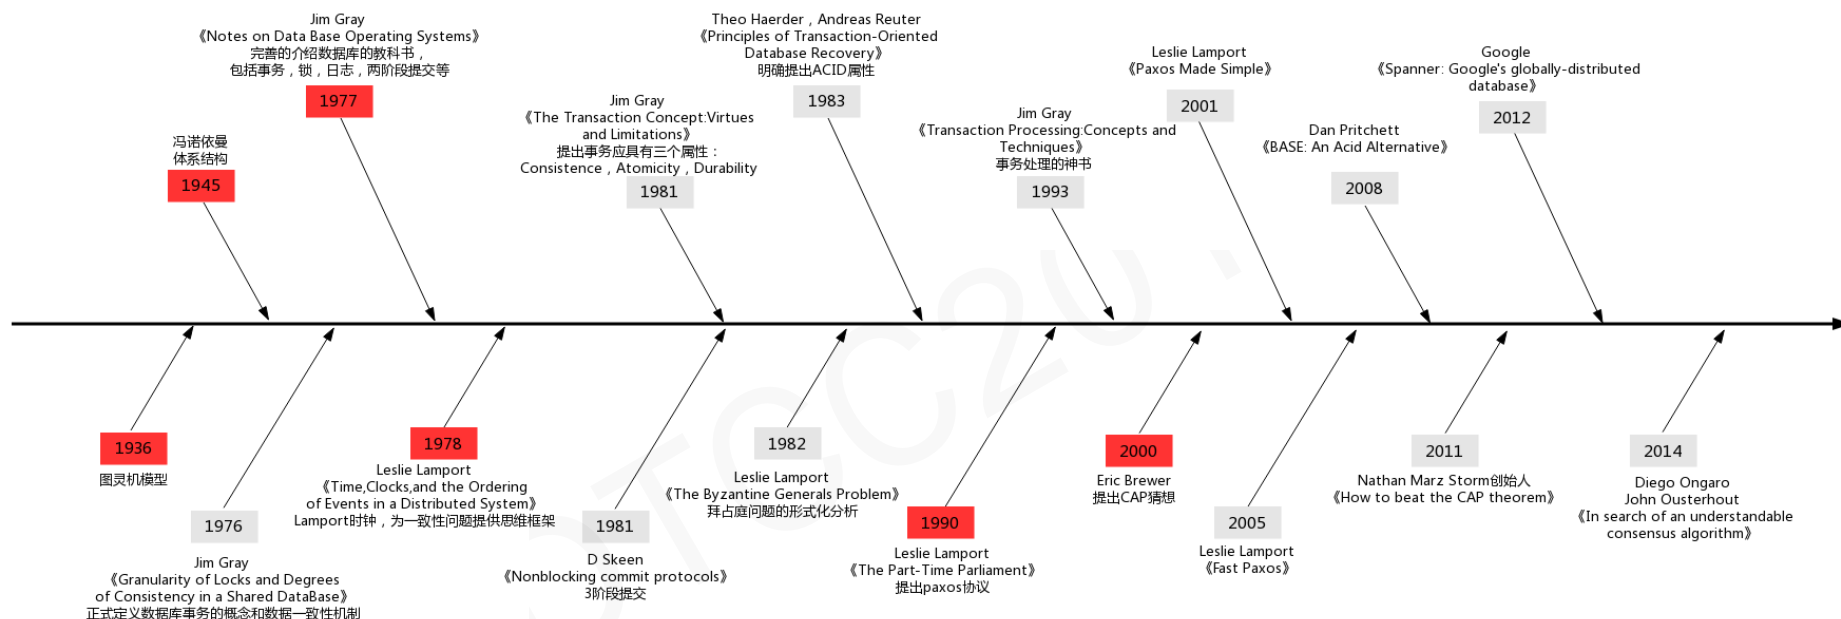 Jim Gray
《Notes on Data Base Operating Systems》
完善的介绍数据库的教科书，
包括事务，锁，日志，两阶段提交等
1977
Theo Haerder，Andreas Reuter
《Principles of Transaction-Oriented
Database Recovery》
明确提出ACID属性
1983
Leslie Lamport
《Paxos Made Simple》
2001
Google
《Spanner: Google's globally-distributed
database》
2012
冯诺依曼
体系结构
1945
Jim Gray
《The Transaction Concept:Virtues
and Limitations》
提出事务应具有三个属性：
Consistence，Atomicity，Durability
1981
Jim Gray
《Transaction Processing:Concepts and
Techniques》
事务处理的神书
1993
Dan Pritchett
《BASE: An Acid Alternative》
2008
1936
图灵机模型
1976
Jim Gray
《Granularity of Locks and Degrees
of Consistency in a Shared DataBase》
正式定义数据库事务的概念和数据一致性机制
1978
Leslie Lamport
《Time,Clocks,and the Ordering
of Events in a Distributed System》
Lamport时钟，为一致性问题提供思维框架
1981
D Skeen
《Nonblocking commit protocols》
3阶段提交
1982
Leslie Lamport
《The Byzantine Generals Problem》
拜占庭问题的形式化分析
1990
Leslie Lamport
《The Part-Time Parliament》
提出paxos协议
2000
Eric Brewer
提出CAP猜想
2005
Leslie Lamport
《Fast Paxos》
2011
Nathan Marz Storm创始人
《How to beat the CAP theorem》
2014
Diego Ongaro
John Ousterhout
《In search of an understandable
consensus algorithm》